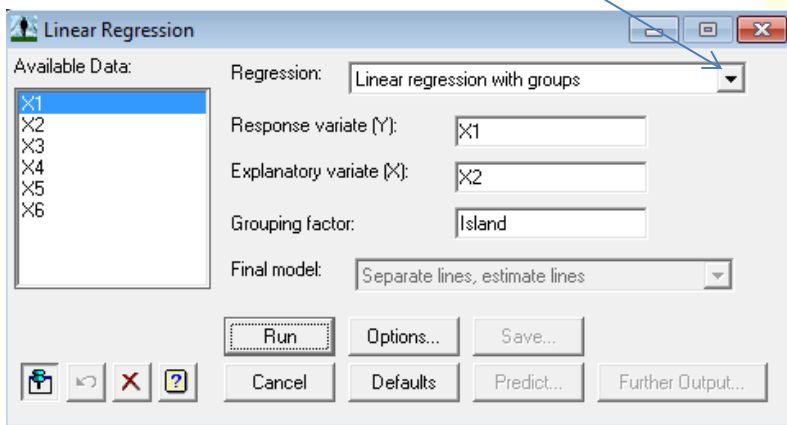 Linear Regression
Available Data:
X1
X2
X3
X4
X5
X6
Regression:
Linear regression with groups
Response variate (Y):
X1
Explanatory variate (X):
X2
Grouping factor:
Island
Final model:
Separate lines, estimate lines
Run
Options...
Save...
Cancel
Defaults
Predict...
Further Output...
?